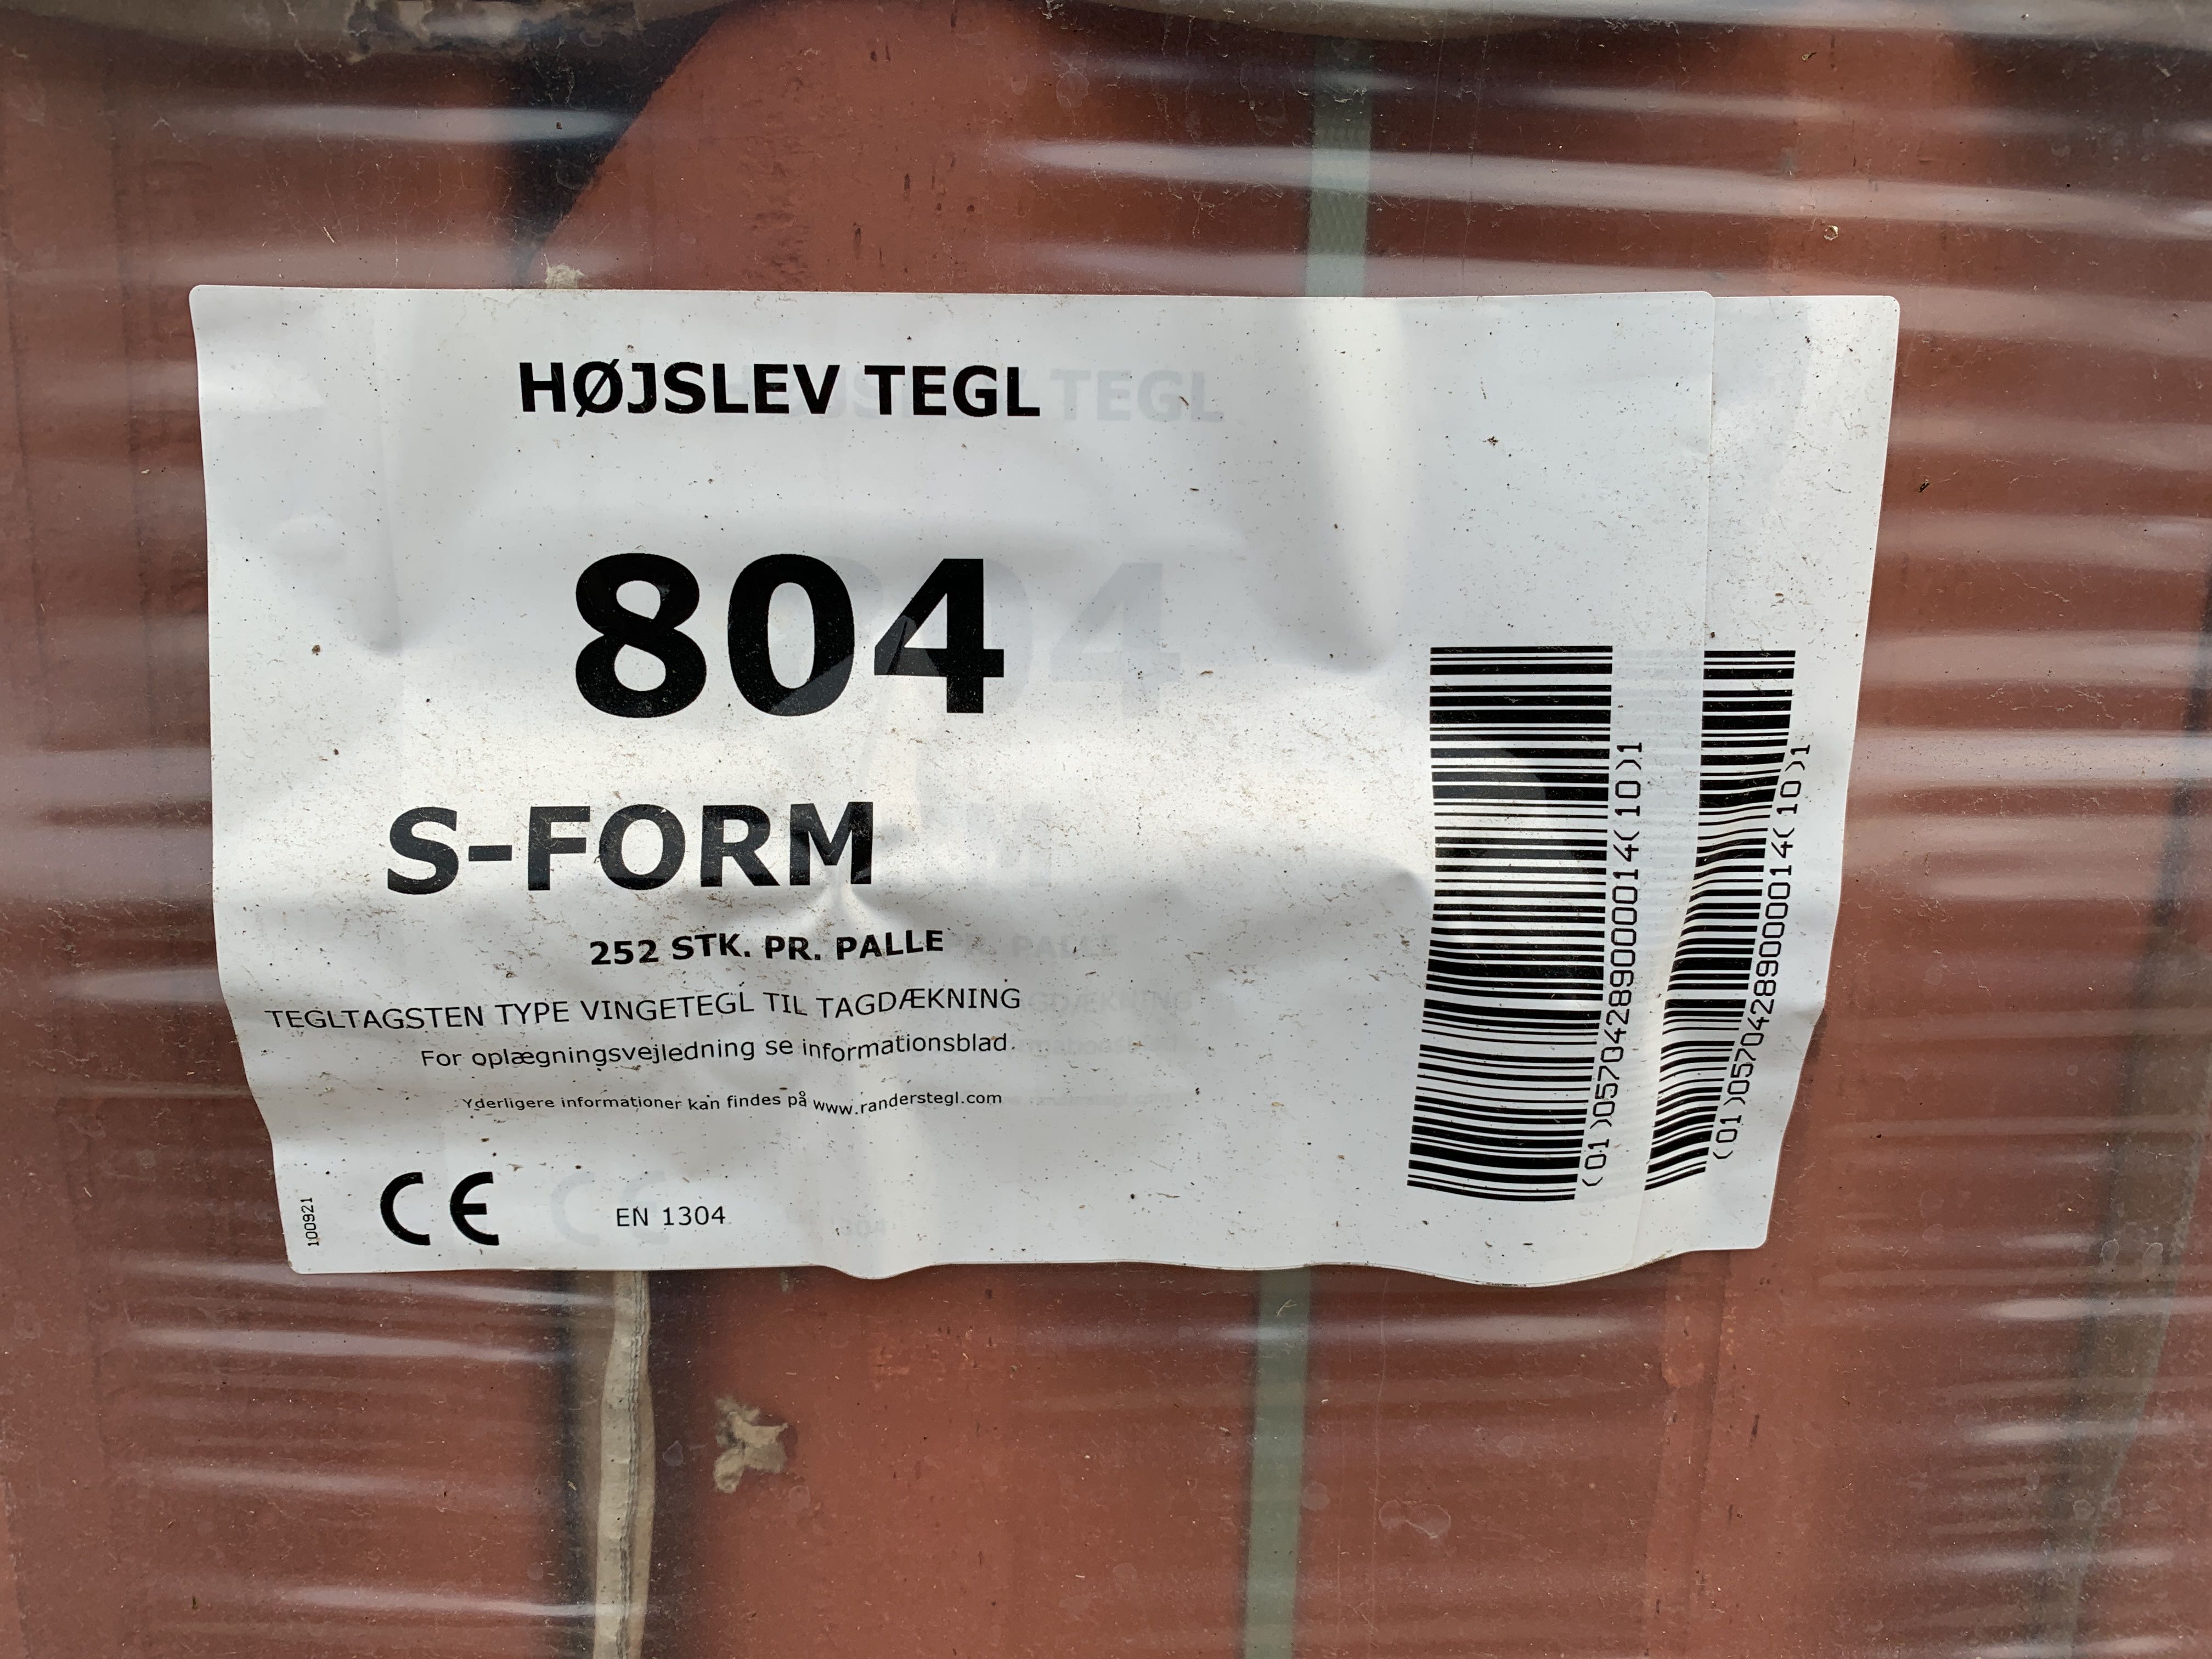 HØJSLEV TEGL
804
S-FORM
252 STK. PR. PALLE
TEGLTAGSTEN TYPE VINGETEGL TIL TAGDÆKNING
For oplægningsvejledning se informationsblad.
Yderligere informationer kan findes på www.randerstegl.com
100921
CE
EN 1304
(01)05704289000014(10)1
(01)05704289000014(10)1